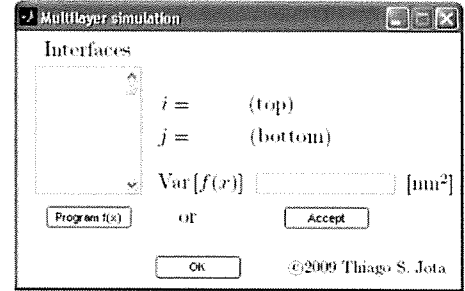 Multilayer simulation
Interfaces
i = (top)
j = (bottom)
Var[f(x)] [nm²]
Program f(x) or Accept
OK ©2009 Thiago S. Jota